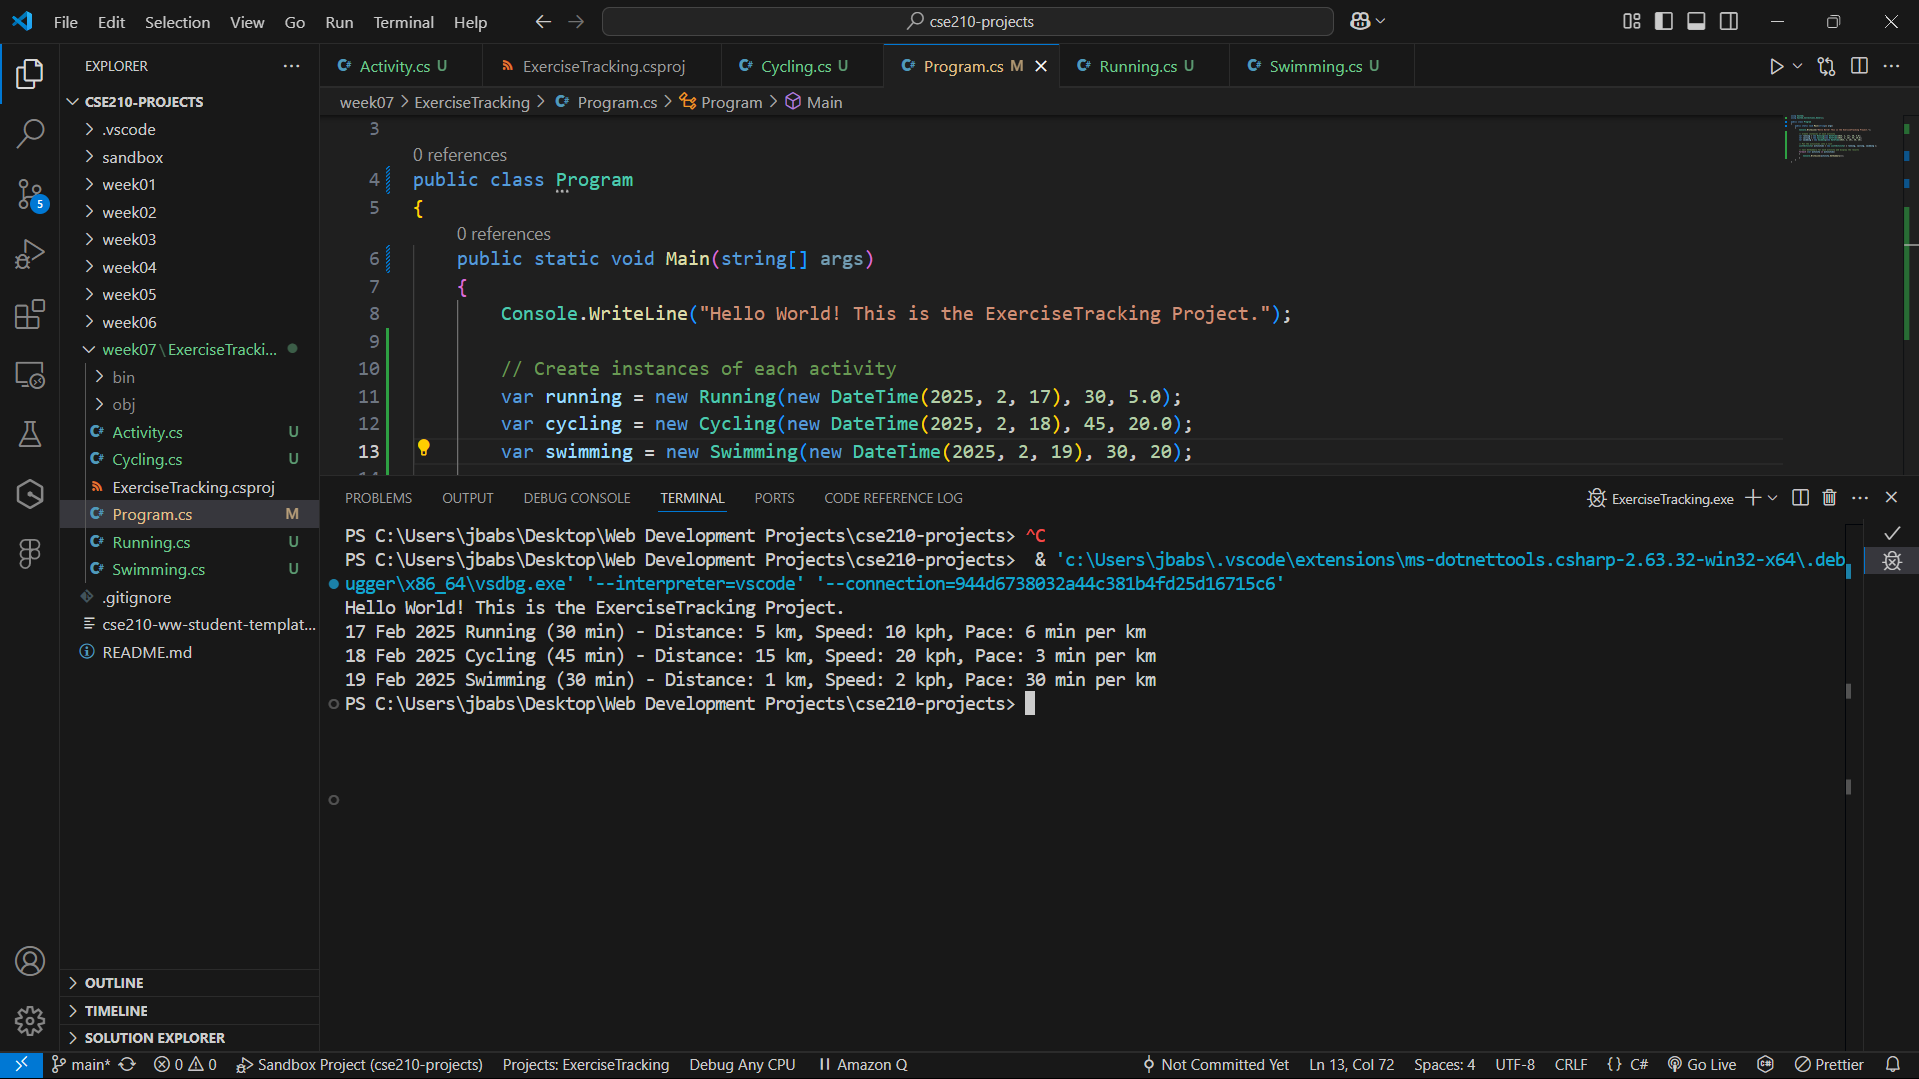 File Edit Selection View Go Run Terminal Help
cse210-projects
EXPLORER
CSE210-PROJECTS
.vscode
sandbox
week01
week02
week03
week04
week05
week06
week07\ExerciseTracki...
bin
obj
Activity.cs U
Cycling.cs U
ExerciseTracking.csproj
Program.cs M
Running.cs U
Swimming.cs U
.gitignore
cse210-ww-student-templat...
README.md
OUTLINE
TIMELINE
SOLUTION EXPLORER
5
Activity.cs U ExerciseTracking.csproj Cycling.cs U Program.cs M Running.cs U Swimming.cs U
week07 > ExerciseTracking > Program.cs > Program > Main
3
0 references
4 public class Program
5 {
0 references
6 public static void Main(string[] args)
7 {
8 Console.WriteLine("Hello World! This is the ExerciseTracking Project.");
9
10 // Create instances of each activity
11 var running = new Running(new DateTime(2025, 2, 17), 30, 5.0);
12 var cycling = new Cycling(new DateTime(2025, 2, 18), 45, 20.0);
13 var swimming = new Swimming(new DateTime(2025, 2, 19), 30, 20);
PROBLEMS OUTPUT DEBUG CONSOLE TERMINAL PORTS CODE REFERENCE LOG
ExerciseTracking.exe
PS C:\Users\jbabs\Desktop\Web Development Projects\cse210-projects> ^C
PS C:\Users\jbabs\Desktop\Web Development Projects\cse210-projects> & 'c:\Users\jbabs\.vscode\extensions\ms-dotnettools.csharp-2.63.32-win32-x64\.deb
ugger\x86_64\vsdbg.exe' '--interpreter=vscode' '--connection=944d6738032a44c381b4fd25d16715c6'
Hello World! This is the ExerciseTracking Project.
17 Feb 2025 Running (30 min) - Distance: 5 km, Speed: 10 kph, Pace: 6 min per km
18 Feb 2025 Cycling (45 min) - Distance: 15 km, Speed: 20 kph, Pace: 3 min per km
19 Feb 2025 Swimming (30 min) - Distance: 1 km, Speed: 2 kph, Pace: 30 min per km
PS C:\Users\jbabs\Desktop\Web Development Projects\cse210-projects>
main* 0 0 Sandbox Project (cse210-projects) Projects: ExerciseTracking Debug Any CPU Amazon Q Not Committed Yet Ln 13, Col 72 Spaces: 4 UTF-8 CRLF {} C# Go Live Prettier